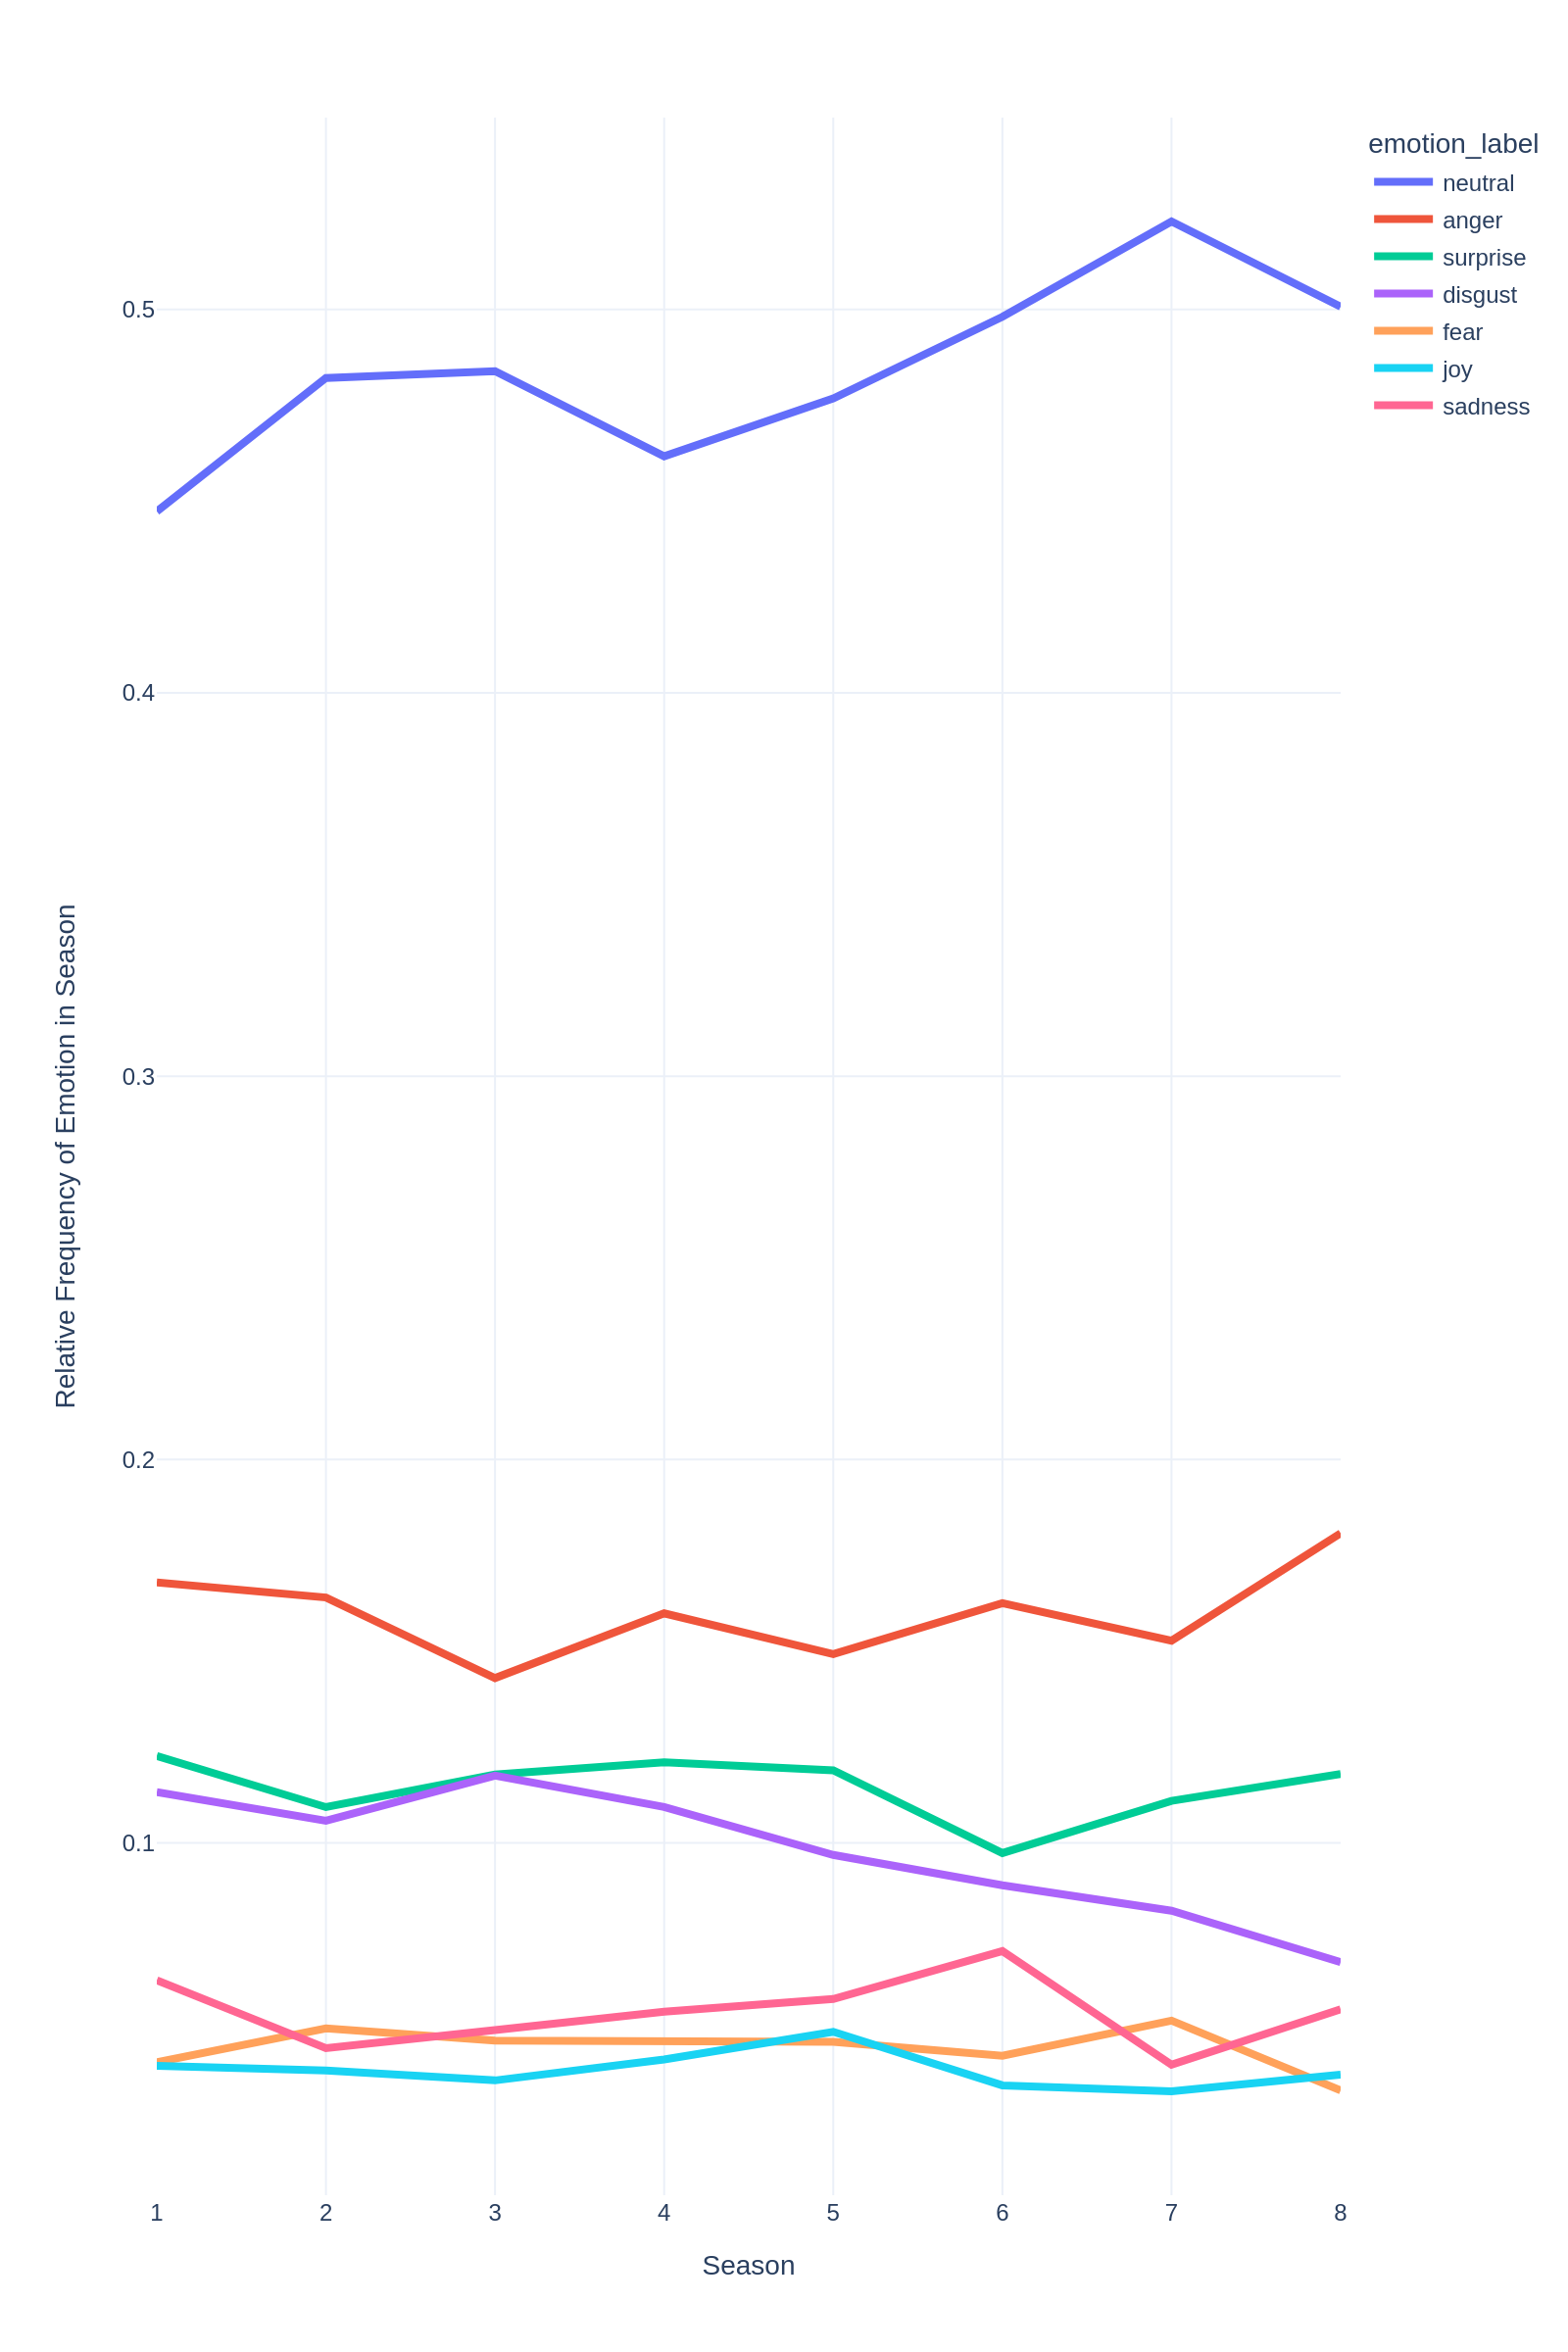 emotion_label
neutral
anger
surprise
disgust
fear
joy
sadness
0.5
0.4
0.3
0.2
0.1
Relative Frequency of Emotion in Season
1 2 3 4 5 6 7 8
Season